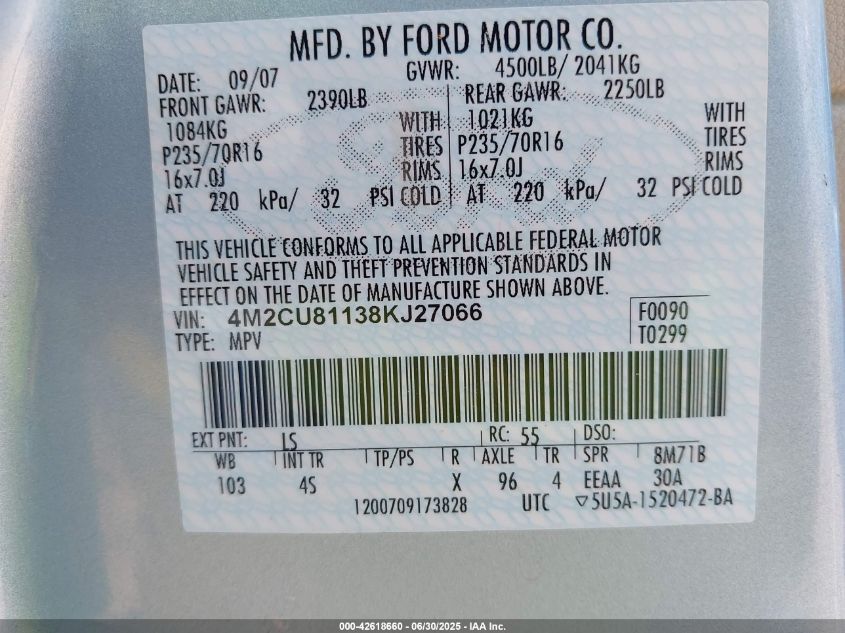 MFD. BY FORD MOTOR CO.
DATE: 09/07 GVWR: 4500LB/ 2041KG
FRONT GAWR: 2390LB REAR GAWR: 2250LB
1084KG WITH 1021KG WITH
P235/70R16 TIRES P235/70R16 TIRES
16x7.0J RIMS 16x7.0J RIMS
AT 220 kPa/ 32 PSI COLD AT 220 kPa/ 32 PSI COLD
THIS VEHICLE CONFORMS TO ALL APPLICABLE FEDERAL MOTOR
VEHICLE SAFETY AND THEFT PREVENTION STANDARDS IN
EFFECT ON THE DATE OF MANUFACTURE SHOWN ABOVE.
VIN: 4M2CU81138KJ27066 F0090
TYPE: MPV T0299
EXT PNT: LS RC: 55 DSO:
WB INT TR TP/PS R AXLE TR SPR 8M71B
103 4S X 96 4 EEAA 30A
1200709173828 UTC ▽5U5A-1520472-BA
000-42618660 - 06/30/2025 - IAA Inc.